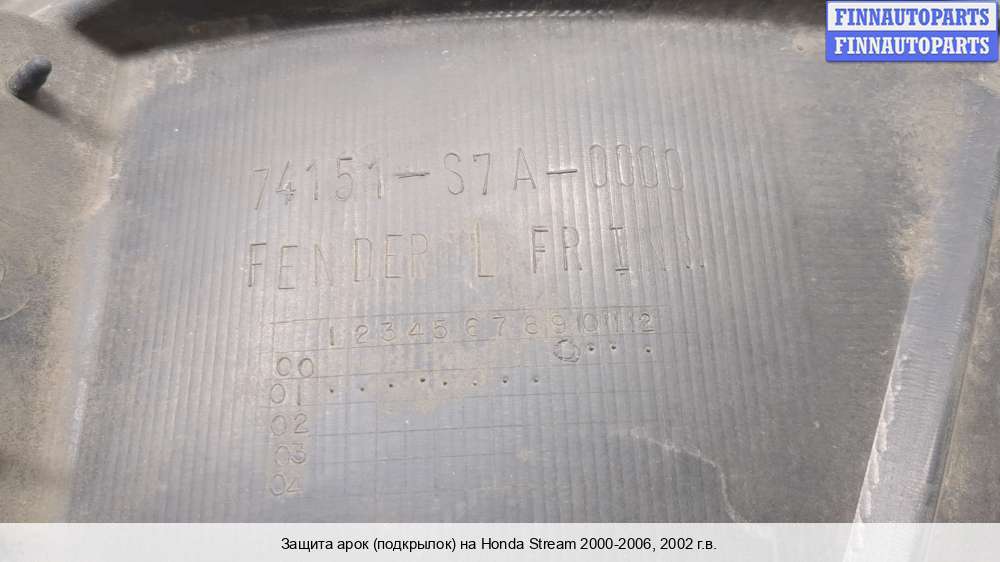 FINNAUTOPARTS
FINNAUTOPARTS
74151-S7A-0000
FENDER L FR INN.
1 2 3 4 5 6 7 8 9 10 11 12
00
01
02
03
04
Защита арок (подкрылок) на Honda Stream 2000-2006, 2002 г.в.